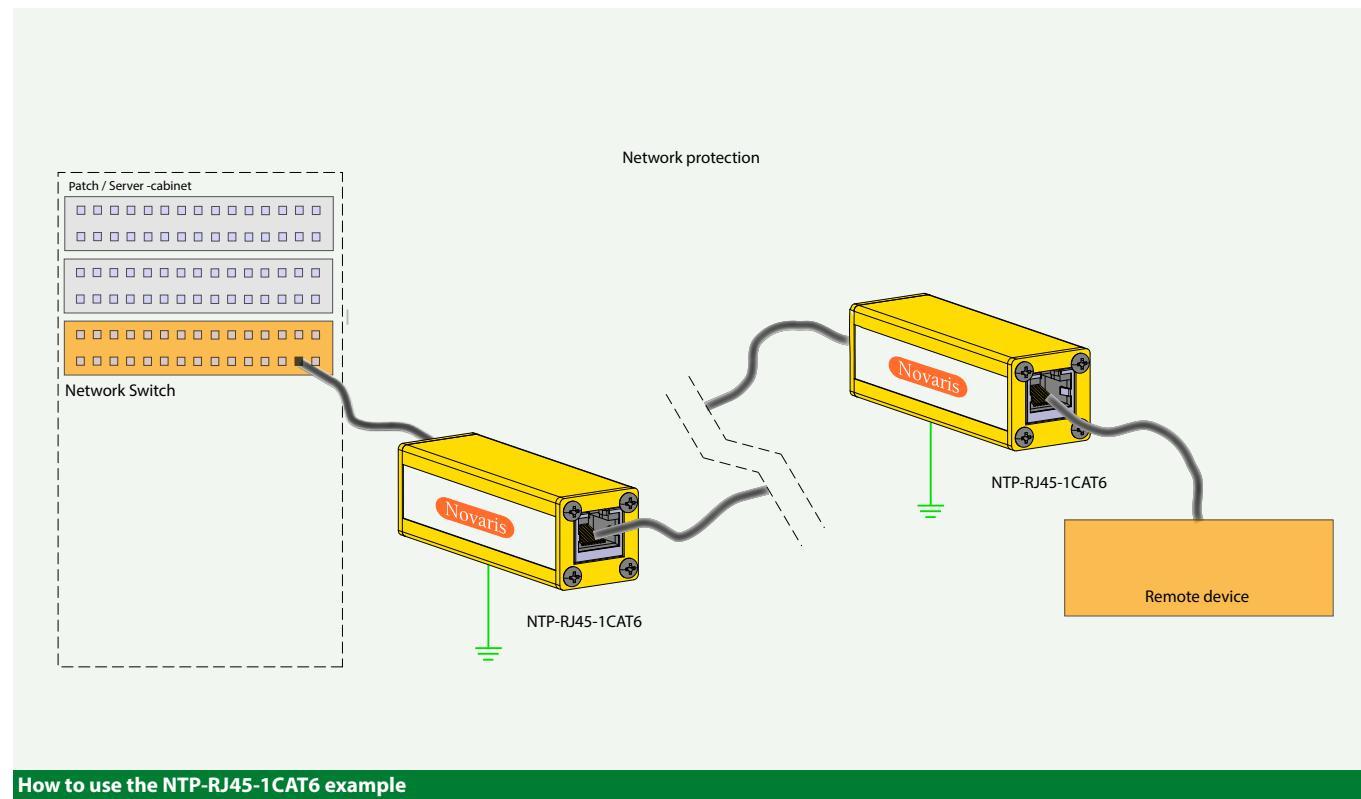 Network protection
Patch / Server -cabinet
Network Switch
Novaris
NTP-RJ45-1CAT6
Novaris
NTP-RJ45-1CAT6
Remote device
How to use the NTP-RJ45-1CAT6 example